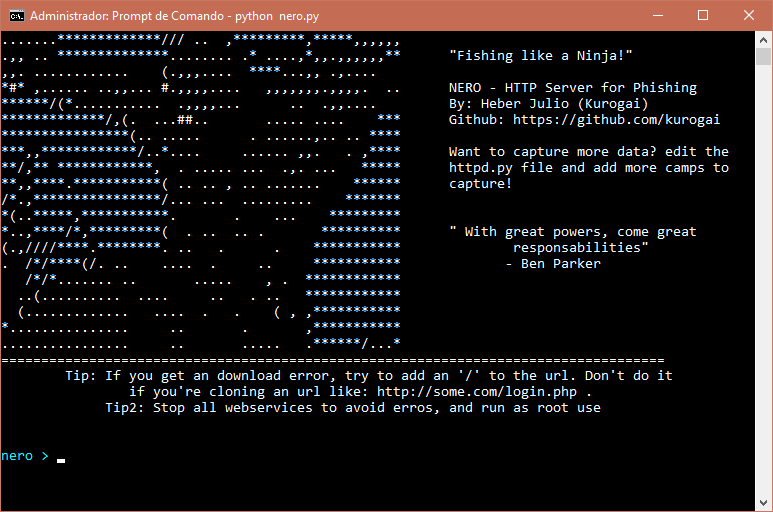 Administrador: Prompt de Comando - python nero.py
"Fishing like a Ninja!"
NERO - HTTP Server for Phishing
By: Heber Julio (Kurogai)
Github: https://github.com/kurogai
Want to capture more data? edit the
httpd.py file and add more camps to
capture!
" With great powers, come great
responsabilities"
- Ben Parker
Tip: If you get an download error, try to add an '/' to the url. Don't do it
if you're cloning an url like: http://some.com/login.php .
Tip2: Stop all webservices to avoid erros, and run as root use
nero >